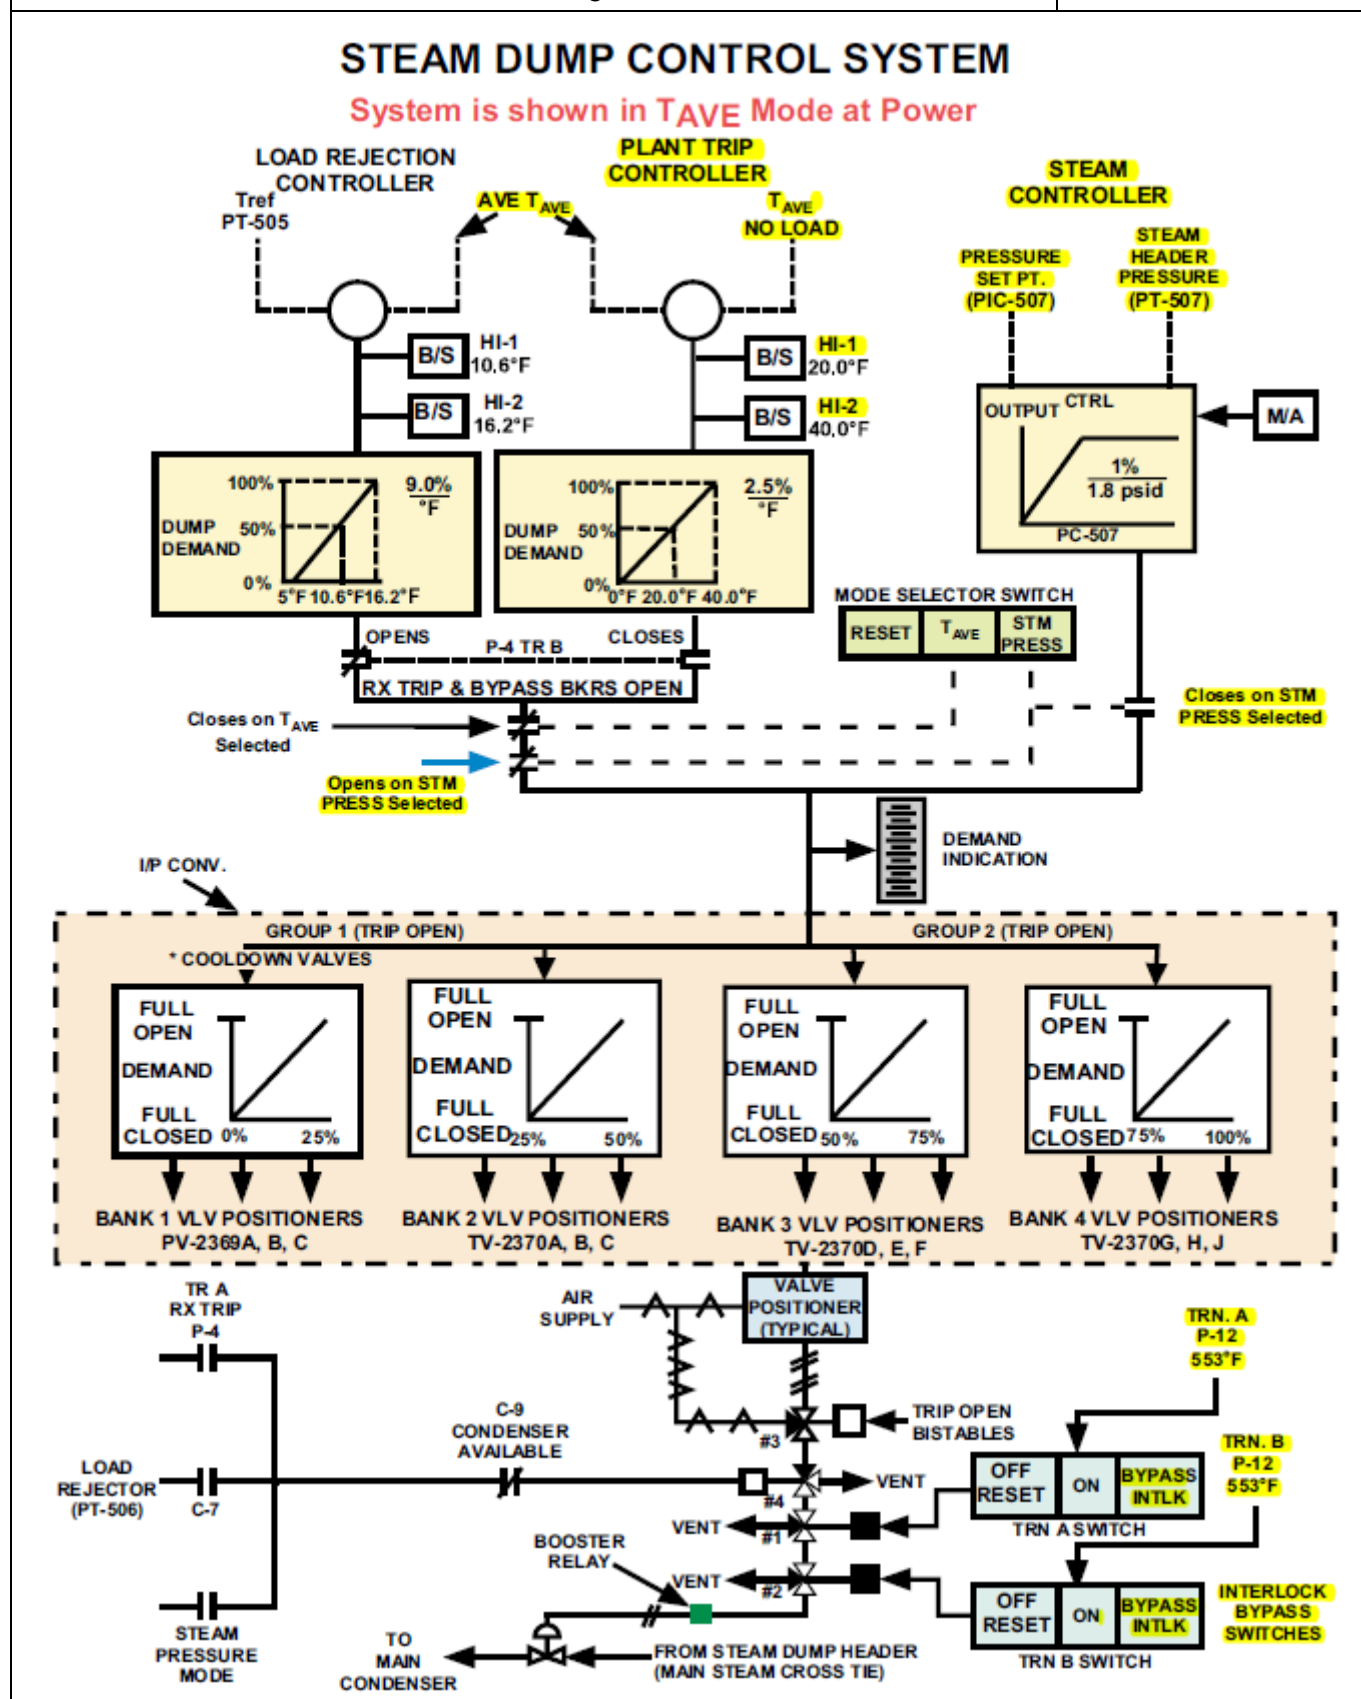 STEAM DUMP CONTROL SYSTEM
System is shown in TAVE Mode at Power
LOAD REJECTION
CONTROLLER
Tref
PT-505
AVE TAVE
PLANT TRIP
CONTROLLER
TAVE
NO LOAD
STEAM
CONTROLLER
PRESSURE
SET PT.
(PIC-507)
STEAM
HEADER
PRESSURE
(PT-507)
B/S
HI-1
10.6°F
B/S
HI-2
16.2°F
B/S
HI-1
20.0°F
B/S
HI-2
40.0°F
OUTPUT
CTRL
1%
1.8 psid
PC-507
M/A
100%
50%
0%
DUMP
DEMAND
9.0%
°F
5°F 10.6°F 16.2°F
100%
50%
0%
DUMP
DEMAND
2.5%
°F
0°F 20.0°F 40.0°F
MODE SELECTOR SWITCH
RESET
TAVE
STM
PRESS
OPENS
P-4 TR B
CLOSES
RX TRIP & BYPASS BKRS OPEN
Closes on TAVE
Selected
Opens on STM
PRESS Selected
Closes on STM
PRESS Selected
DEMAND
INDICATION
I/P CONV.
GROUP 1 (TRIP OPEN)
GROUP 2 (TRIP OPEN)
* COOLDOWN VALVES
FULL
OPEN
DEMAND
FULL
CLOSED
0% 25%
FULL
OPEN
DEMAND
FULL
CLOSED
25% 50%
FULL
OPEN
DEMAND
FULL
CLOSED
50% 75%
FULL
OPEN
DEMAND
FULL
CLOSED
75% 100%
BANK 1 VLV POSITIONERS
PV-2369A, B, C
BANK 2 VLV POSITIONERS
TV-2370A, B, C
BANK 3 VLV POSITIONERS
TV-2370D, E, F
BANK 4 VLV POSITIONERS
TV-2370G, H, J
TR A
RX TRIP
P-4
AIR
SUPPLY
VALVE
POSITIONER
(TYPICAL)
TRN. A
P-12
553°F
C-9
CONDENSER
AVAILABLE
#3
TRIP OPEN
BISTABLES
TRN. B
P-12
553°F
LOAD
REJECTOR
(PT-506)
C-7
#4
VENT
OFF
RESET
ON
BYPASS
INTLK
TRN A SWITCH
VENT
#1
BOOSTER
RELAY
VENT
#2
OFF
RESET
ON
BYPASS
INTLK
TRN B SWITCH
INTERLOCK
BYPASS
SWITCHES
STEAM
PRESSURE
MODE
TO
MAIN
CONDENSER
FROM STEAM DUMP HEADER
(MAIN STEAM CROSS TIE)